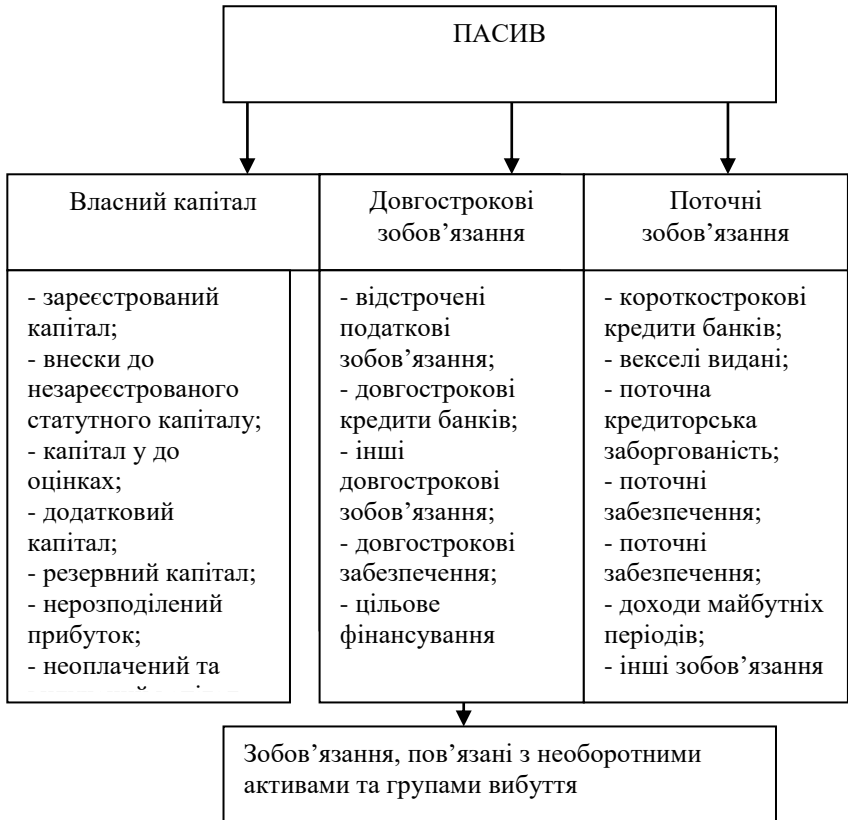 ПАСИВ
Власний капітал
Довгострокові
зобов’язання
Поточні
зобов’язання
- зареєстрований
капітал;
- внески до
незареєстрованого
статутного капіталу;
- капітал у до
оцінках;
- додатковий
капітал;
- резервний капітал;
- нерозподілений
прибуток;
- неоплачений та
- відстрочені
податкові
зобов’язання;
- довгострокові
кредити банків;
- інші
довгострокові
зобов’язання;
- довгострокові
забезпечення;
- цільове
фінансування
- короткострокові
кредити банків;
- векселі видані;
- поточна
кредиторська
заборгованість;
- поточні
забезпечення;
- поточні
забезпечення;
- доходи майбутніх
періодів;
- інші зобов’язання
Зобов’язання, пов’язані з необоротними
активами та групами вибуття